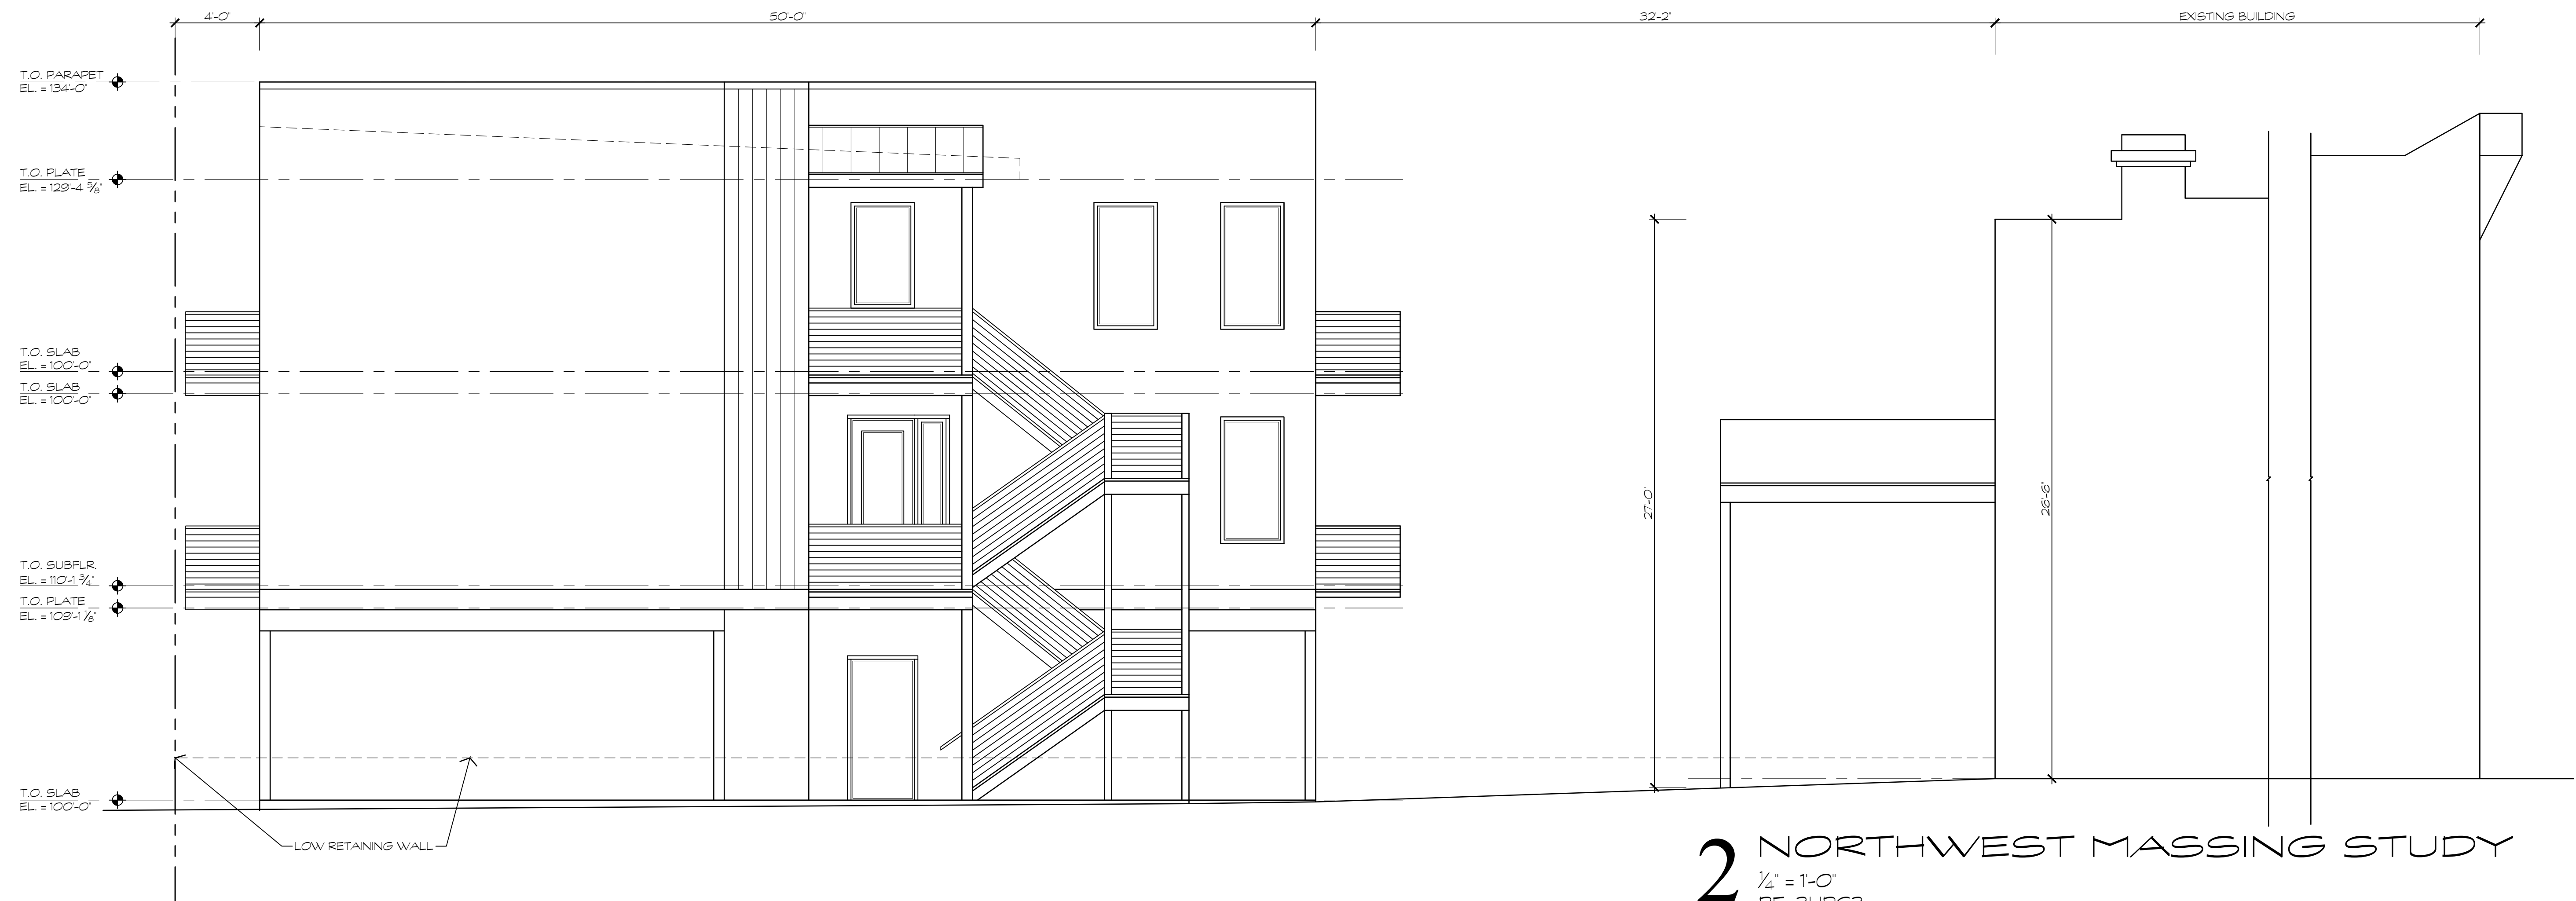 4'-0"
50'-0"
32'-2"
EXISTING BUILDING
T.O. PARAPET
EL. = 134'-0"
T.O. PLATE
EL. = 129'-4 5/8"
T.O. SLAB
EL. = 100'-0"
T.O. SLAB
EL. = 100'-0"
27'-0"
26'-6"
T.O. SUBFLR.
EL. = 110'-1 3/4"
T.O. PLATE
EL. = 109'-1 1/8"
T.O. SLAB
EL. = 100'-0"
LOW RETAINING WALL
2 NORTHWEST MASSING STUDY
1/4" = 1'-0"